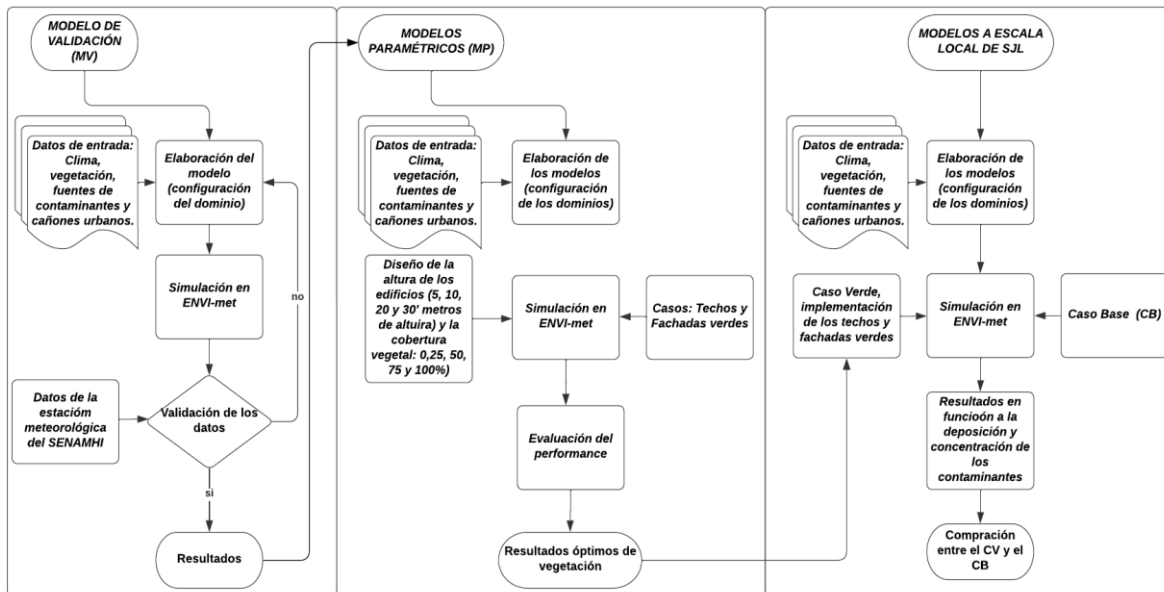 MODELO DE
VALIDACIÓN
(MV)
Datos de entrada:
Clima,
vegetación,
fuentes de
contaminantes y
cañones urbanos.
Elaboración del
modelo
(configuración
del dominio)
Simulación en
ENVI-met
no
Datos de la
estacióm
meteorológica
del SENAMHI
Validación de los
datos
si
Resultados
MODELOS
PARAMÉTRICOS (MP)
Datos de entrada:
Clima,
vegetación,
fuentes de
contaminantes y
cañones urbanos.
Elaboración de
los modelos
(configuración
de los dominios)
Diseño de la
altura de los
edificios (5, 10,
20 y 30' metros
de altuira) y la
cobertura
vegetal: 0,25, 50,
75 y 100%)
Simulación en
ENVI-met
Casos: Techos y
Fachadas verdes
Evaluación del
performance
Resultados óptimos de
vegetación
MODELOS A ESCALA
LOCAL DE SJL
Datos de entrada:
Clima,
vegetación,
fuentes de
contaminantes y
cañones urbanos.
Elaboración de
los modelos
(configuración
de los dominios)
Caso Verde,
implementación
de los techos y
fachadas verdes
Simulación en
ENVI-met
Caso Base (CB)
Resultados en
funcioón a la
deposición y
concentración de
los
contaminantes
Compración
entre el CV y el
CB